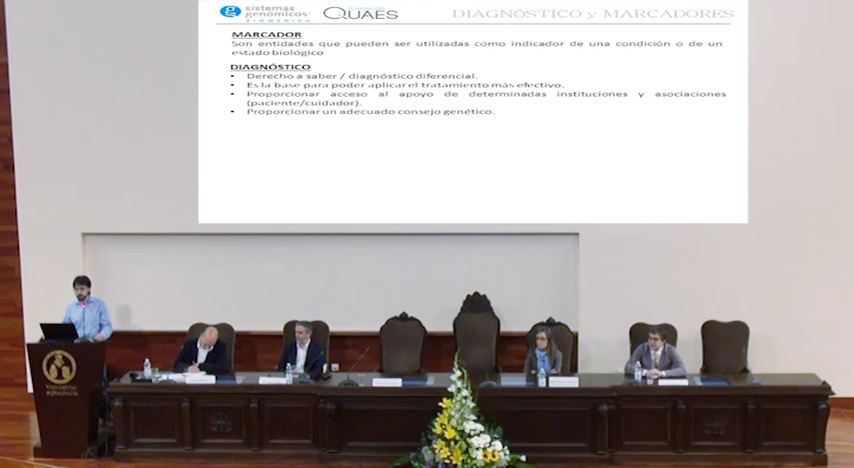 sistemas
genómicos
BIOMÉDICA
QUAES
DIAGNÓSTICO y MARCADORES
MARCADOR
Son entidades que pueden ser utilizadas como indicador de una condición o de un
estado biológico
DIAGNÓSTICO
• Derecho a saber / diagnóstico diferencial.
• Es la base para poder aplicar el tratamiento más efectivo.
• Proporcionar acceso al apoyo de determinadas instituciones y asociaciones
(paciente/cuidador).
• Proporcionar un adecuado consejo genético.